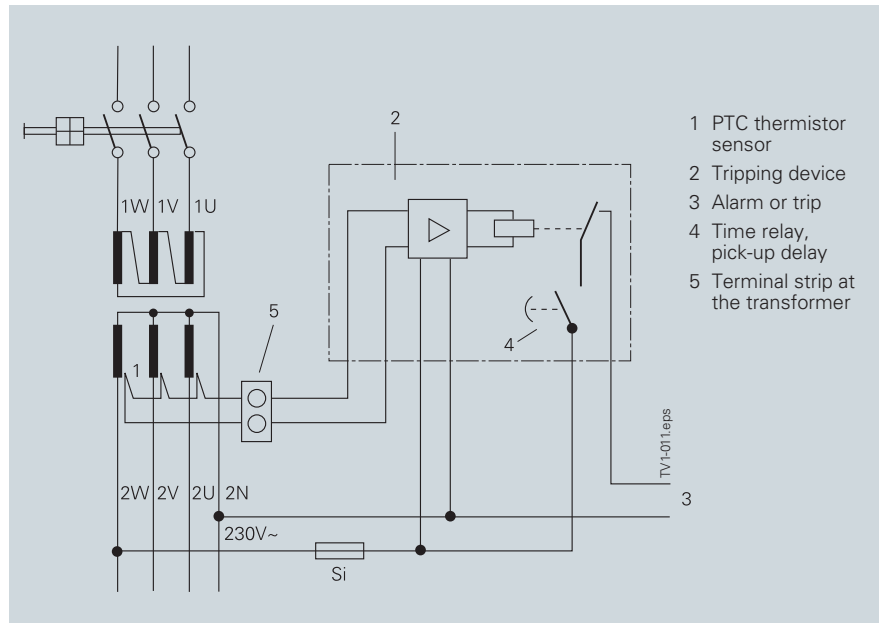 2
1W 1V 1U
5
4
1
2W 2V 2U 2N
230V~
Si
3
TV1-011.eps
1 PTC thermistor
sensor
2 Tripping device
3 Alarm or trip
4 Time relay,
pick-up delay
5 Terminal strip at
the transformer